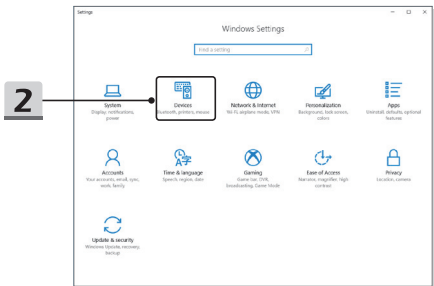 Settings
Windows Settings
Find a setting
2
System
Display, notifications,
power
Devices
Bluetooth, printers, mouse
Network & Internet
Wi-Fi, airplane mode, VPN
Personalization
Background, lock screen,
colors
Apps
Uninstall, defaults, optional
features
Accounts
Your accounts, email, sync,
work, family
A字
Time & language
Speech, region, date
Gaming
Game bar, DVR,
broadcasting, Game Mode
Ease of Access
Narrator, magnifier, high
contrast
Privacy
Location, camera
Update & security
Windows Update, recovery
backup